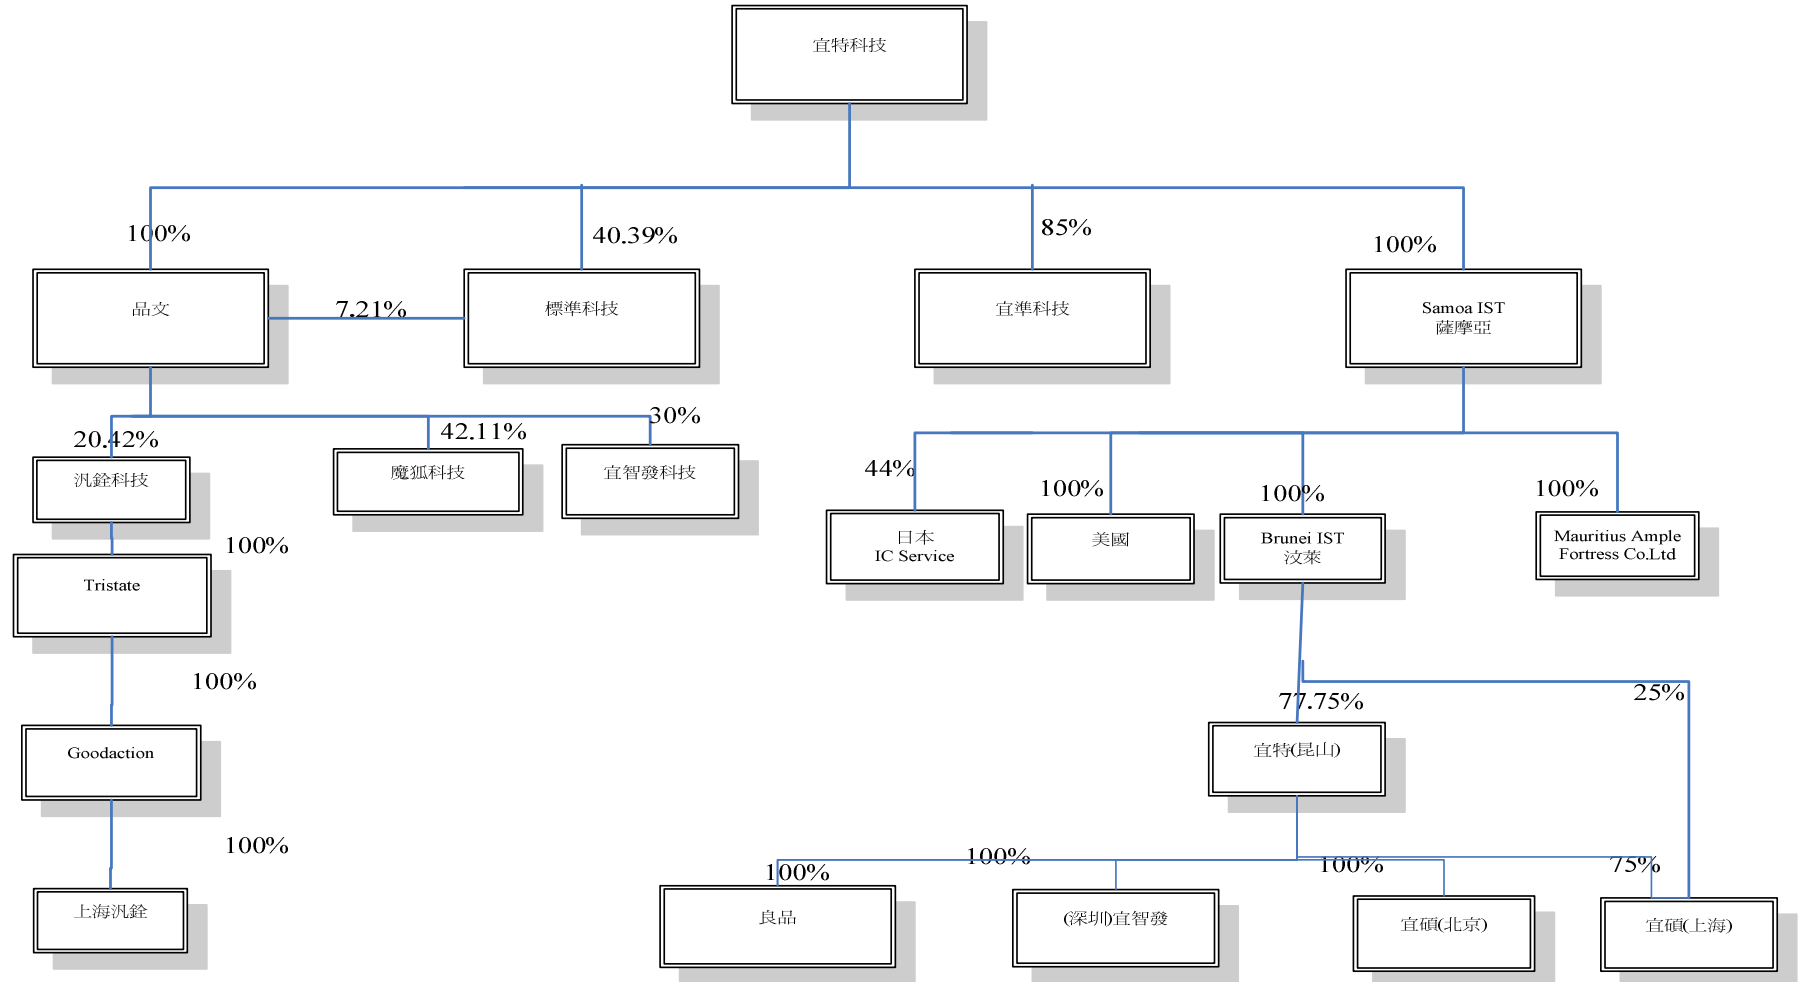 宜特科技
100%
40.39%
85%
100%
品文
7.21%
標準科技
宜準科技
Samoa IST
薩摩亞
20.42%
42.11%
30%
汎銓科技
魔狐科技
宜智發科技
44%
100%
100%
100%
日本
IC Service
美國
Brunei IST
汶萊
Mauritius Ample
Fortress Co.Ltd
100%
Tristate
100%
77.75%
25%
Goodaction
宜特(昆山)
100%
100%
100%
100%
75%
上海汎銓
良品
(深圳)宜智發
宜碩(北京)
宜碩(上海)